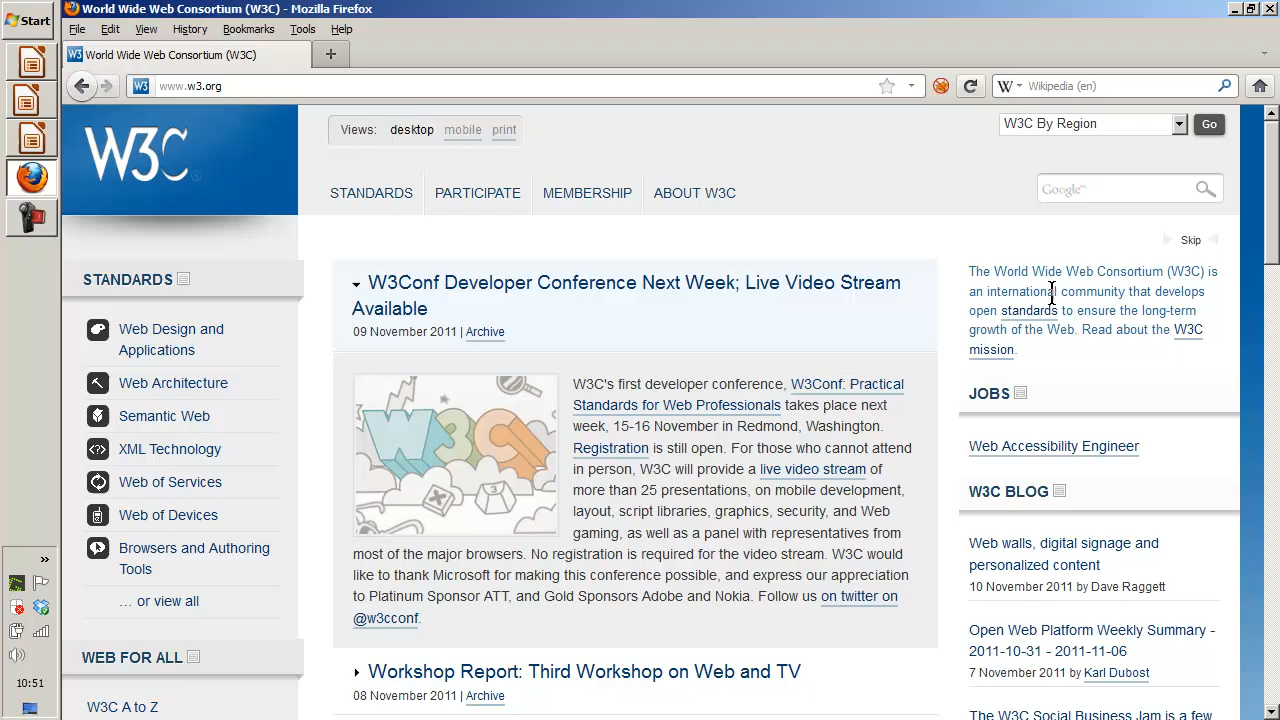 World Wide Web Consortium (W3C) - Mozilla Firefox
Start
File Edit View History Bookmarks Tools Help
W3 World Wide Web Consortium (W3C)
W3 www.w3.org
W Wikipedia (en)
W3C
Views: desktop mobile print
W3C By Region Go
STANDARDS PARTICIPATE MEMBERSHIP ABOUT W3C
Google™
Skip
STANDARDS
Web Design and
Applications
Web Architecture
Semantic Web
XML Technology
Web of Services
Web of Devices
Browsers and Authoring
Tools
… or view all
WEB FOR ALL
W3C A to Z
W3Conf Developer Conference Next Week; Live Video Stream
Available
09 November 2011 | Archive
W3C
3
W3C's first developer conference, W3Conf: Practical
Standards for Web Professionals takes place next
week, 15-16 November in Redmond, Washington.
Registration is still open. For those who cannot attend
in person, W3C will provide a live video stream of
more than 25 presentations, on mobile development,
layout, script libraries, graphics, security, and Web
gaming, as well as a panel with representatives from
most of the major browsers. No registration is required for the video stream. W3C would
like to thank Microsoft for making this conference possible, and express our appreciation
to Platinum Sponsor ATT, and Gold Sponsors Adobe and Nokia. Follow us on twitter on
@w3cconf.
Workshop Report: Third Workshop on Web and TV
08 November 2011 | Archive
The World Wide Web Consortium (W3C) is
an international community that develops
open standards to ensure the long-term
growth of the Web. Read about the W3C
mission.
JOBS
Web Accessibility Engineer
W3C BLOG
Web walls, digital signage and
personalized content
10 November 2011 by Dave Raggett
Open Web Platform Weekly Summary -
2011-10-31 - 2011-11-06
7 November 2011 by Karl Dubost
The W3C Social Business Jam is a few
10:51